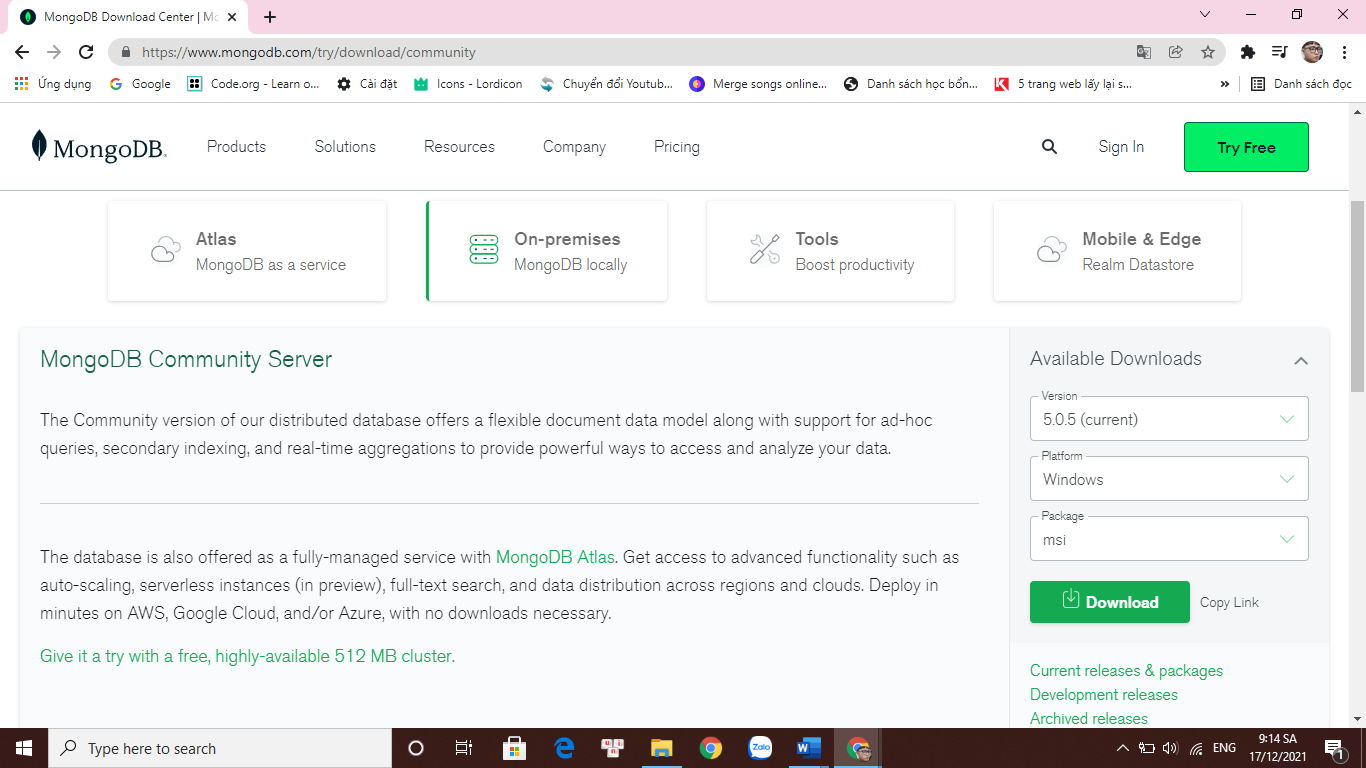 MongoDB Download Center | Mo
https://www.mongodb.com/try/download/community
Ứng dụng
Google
Code.org - Learn o...
Cài đặt
Icons - Lordicon
Chuyển đổi Youtub...
Merge songs online...
Danh sách học bổn...
5 trang web lấy lại s...
»
Danh sách đọc
MongoDB.
Products
Solutions
Resources
Company
Pricing
Sign In
Try Free
Atlas
MongoDB as a service
On-premises
MongoDB locally
Tools
Boost productivity
Mobile & Edge
Realm Datastore
MongoDB Community Server
The Community version of our distributed database offers a flexible document data model along with support for ad-hoc
queries, secondary indexing, and real-time aggregations to provide powerful ways to access and analyze your data.
The database is also offered as a fully-managed service with MongoDB Atlas. Get access to advanced functionality such as
auto-scaling, serverless instances (in preview), full-text search, and data distribution across regions and clouds. Deploy in
minutes on AWS, Google Cloud, and/or Azure, with no downloads necessary.
Give it a try with a free, highly-available 512 MB cluster.
Available Downloads
Version
5.0.5 (current)
Platform
Windows
Package
msi
Download
Copy Link
Current releases & packages
Development releases
Archived releases
Type here to search
Zalo
ENG
9:14 SA
17/12/2021
1